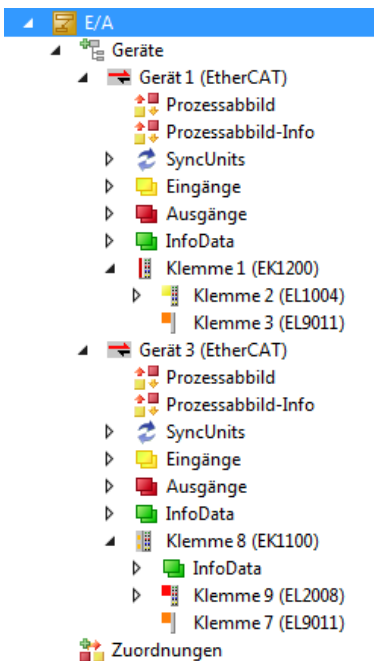 E/A
Geräte
Gerät 1 (EtherCAT)
Prozessabbild
Prozessabbild-Info
SyncUnits
Eingänge
Ausgänge
InfoData
Klemme 1 (EK1200)
Klemme 2 (EL1004)
Klemme 3 (EL9011)
Gerät 3 (EtherCAT)
Prozessabbild
Prozessabbild-Info
SyncUnits
Eingänge
Ausgänge
InfoData
Klemme 8 (EK1100)
InfoData
Klemme 9 (EL2008)
Klemme 7 (EL9011)
Zuordnungen